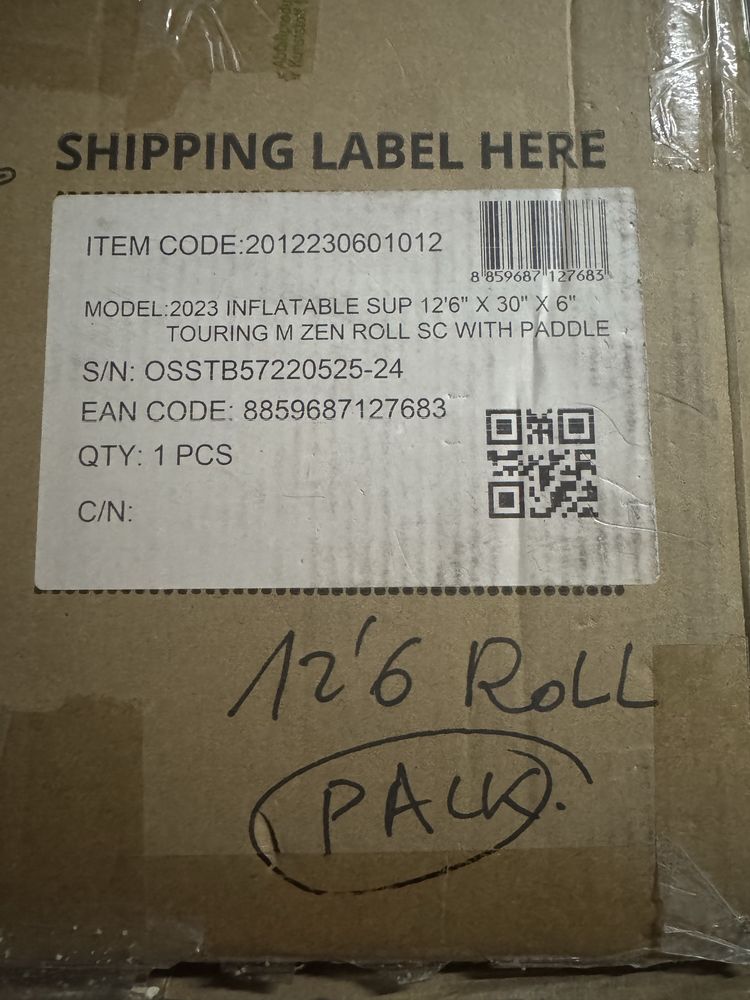 SHIPPING LABEL HERE
ITEM CODE:2012230601012
8 859687 127683
MODEL:2023 INFLATABLE SUP 12'6" X 30" X 6"
TOURING M ZEN ROLL SC WITH PADDLE
S/N: OSSTB57220525-24
EAN CODE: 8859687127683
QTY: 1 PCS
C/N:
12'6 ROLL
PACK.